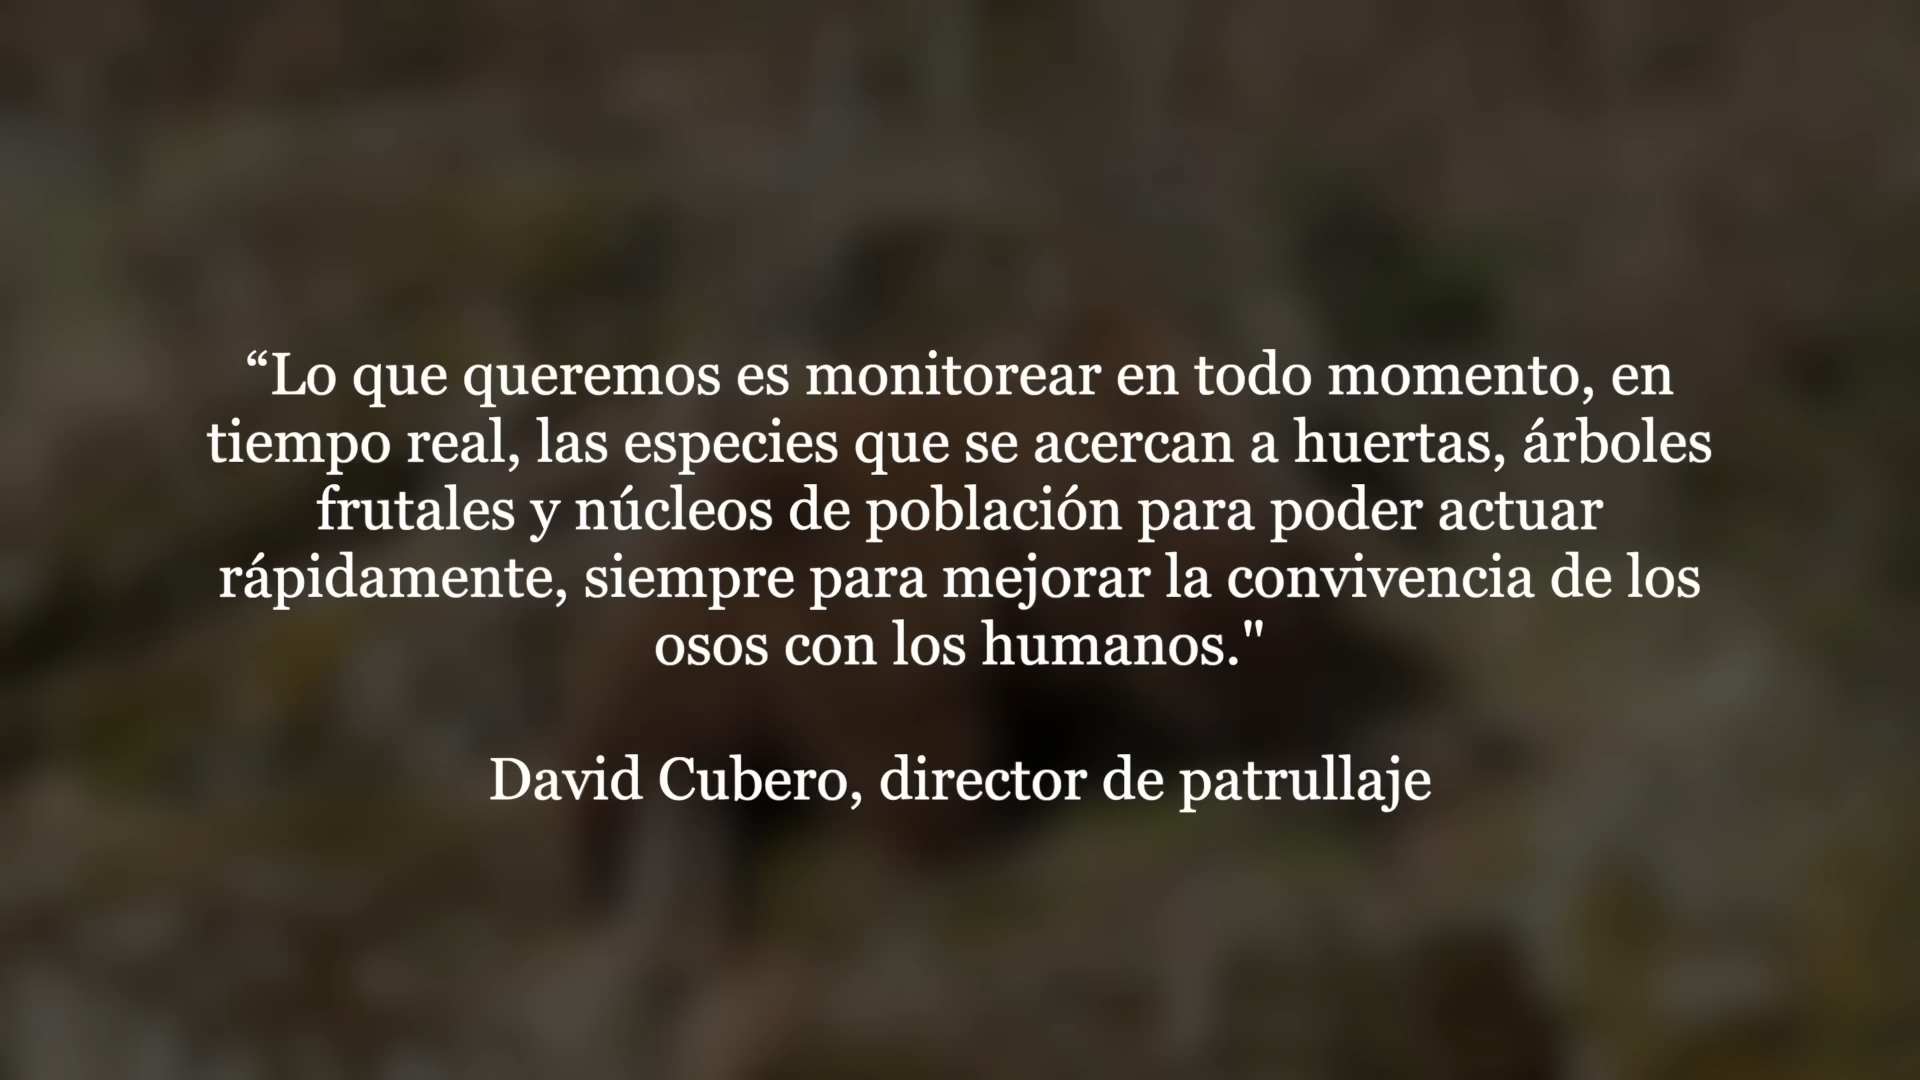 “Lo que queremos es monitorear en todo momento, en
tiempo real, las especies que se acercan a huertas, árboles
frutales y núcleos de población para poder actuar
rápidamente, siempre para mejorar la convivencia de los
osos con los humanos."
David Cubero, director de patrullaje